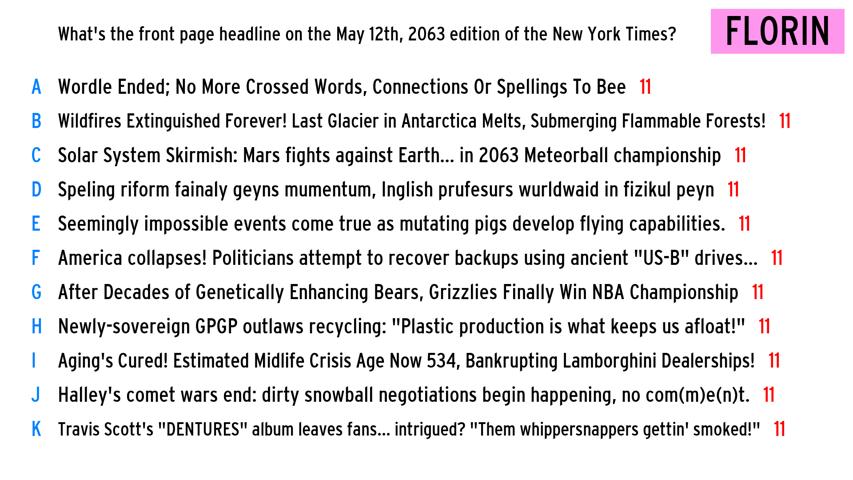 What's the front page headline on the May 12th, 2063 edition of the New York Times?
FLORIN
A Wordle Ended; No More Crossed Words, Connections Or Spellings To Bee 11
B Wildfires Extinguished Forever! Last Glacier in Antarctica Melts, Submerging Flammable Forests! 11
C Solar System Skirmish: Mars fights against Earth... in 2063 Meteorball championship 11
D Speling riform fainaly geyns mumentum, Inglish prufesurs wurldwaid in fizikul peyn 11
E Seemingly impossible events come true as mutating pigs develop flying capabilities. 11
F America collapses! Politicians attempt to recover backups using ancient "US-B" drives... 11
G After Decades of Genetically Enhancing Bears, Grizzlies Finally Win NBA Championship 11
H Newly-sovereign GPGP outlaws recycling: "Plastic production is what keeps us afloat!" 11
I Aging's Cured! Estimated Midlife Crisis Age Now 534, Bankrupting Lamborghini Dealerships! 11
J Halley's comet wars end: dirty snowball negotiations begin happening, no com(m)e(n)t. 11
K Travis Scott's "DENTURES" album leaves fans... intrigued? "Them whippersnappers gettin' smoked!" 11